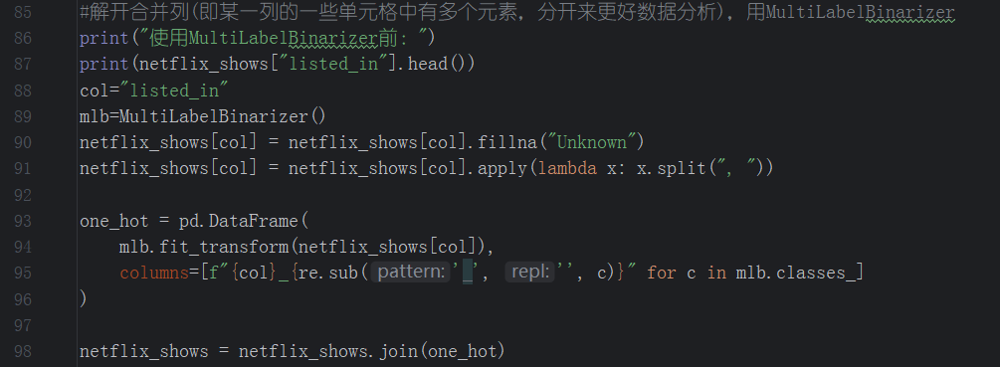 85 #解开合并列(即某一列的一些单元格中有多个元素，分开来更好数据分析)，用MultiLabelBinarizer
86 print("使用MultiLabelBinarizer前：")
87 print(netflix_shows["listed_in"].head())
88 col="listed_in"
89 mlb=MultiLabelBinarizer()
90 netflix_shows[col] = netflix_shows[col].fillna("Unknown")
91 netflix_shows[col] = netflix_shows[col].apply(lambda x: x.split(", "))
92
93 one_hot = pd.DataFrame(
94     mlb.fit_transform(netflix_shows[col]),
95     columns=[f"{col}_{re.sub( pattern: '_', repl: '', c)}" for c in mlb.classes_]
96 )
97
98 netflix_shows = netflix_shows.join(one_hot)